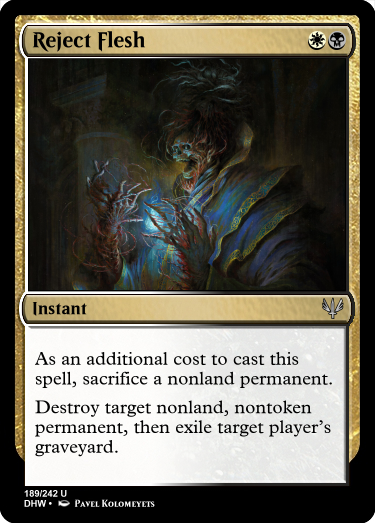 Reject Flesh
Instant
As an additional cost to cast this
spell, sacrifice a nonland permanent.
Destroy target nonland, nontoken
permanent, then exile target player's
graveyard.
189/242 U
DHW • Pavel Kolomeyets